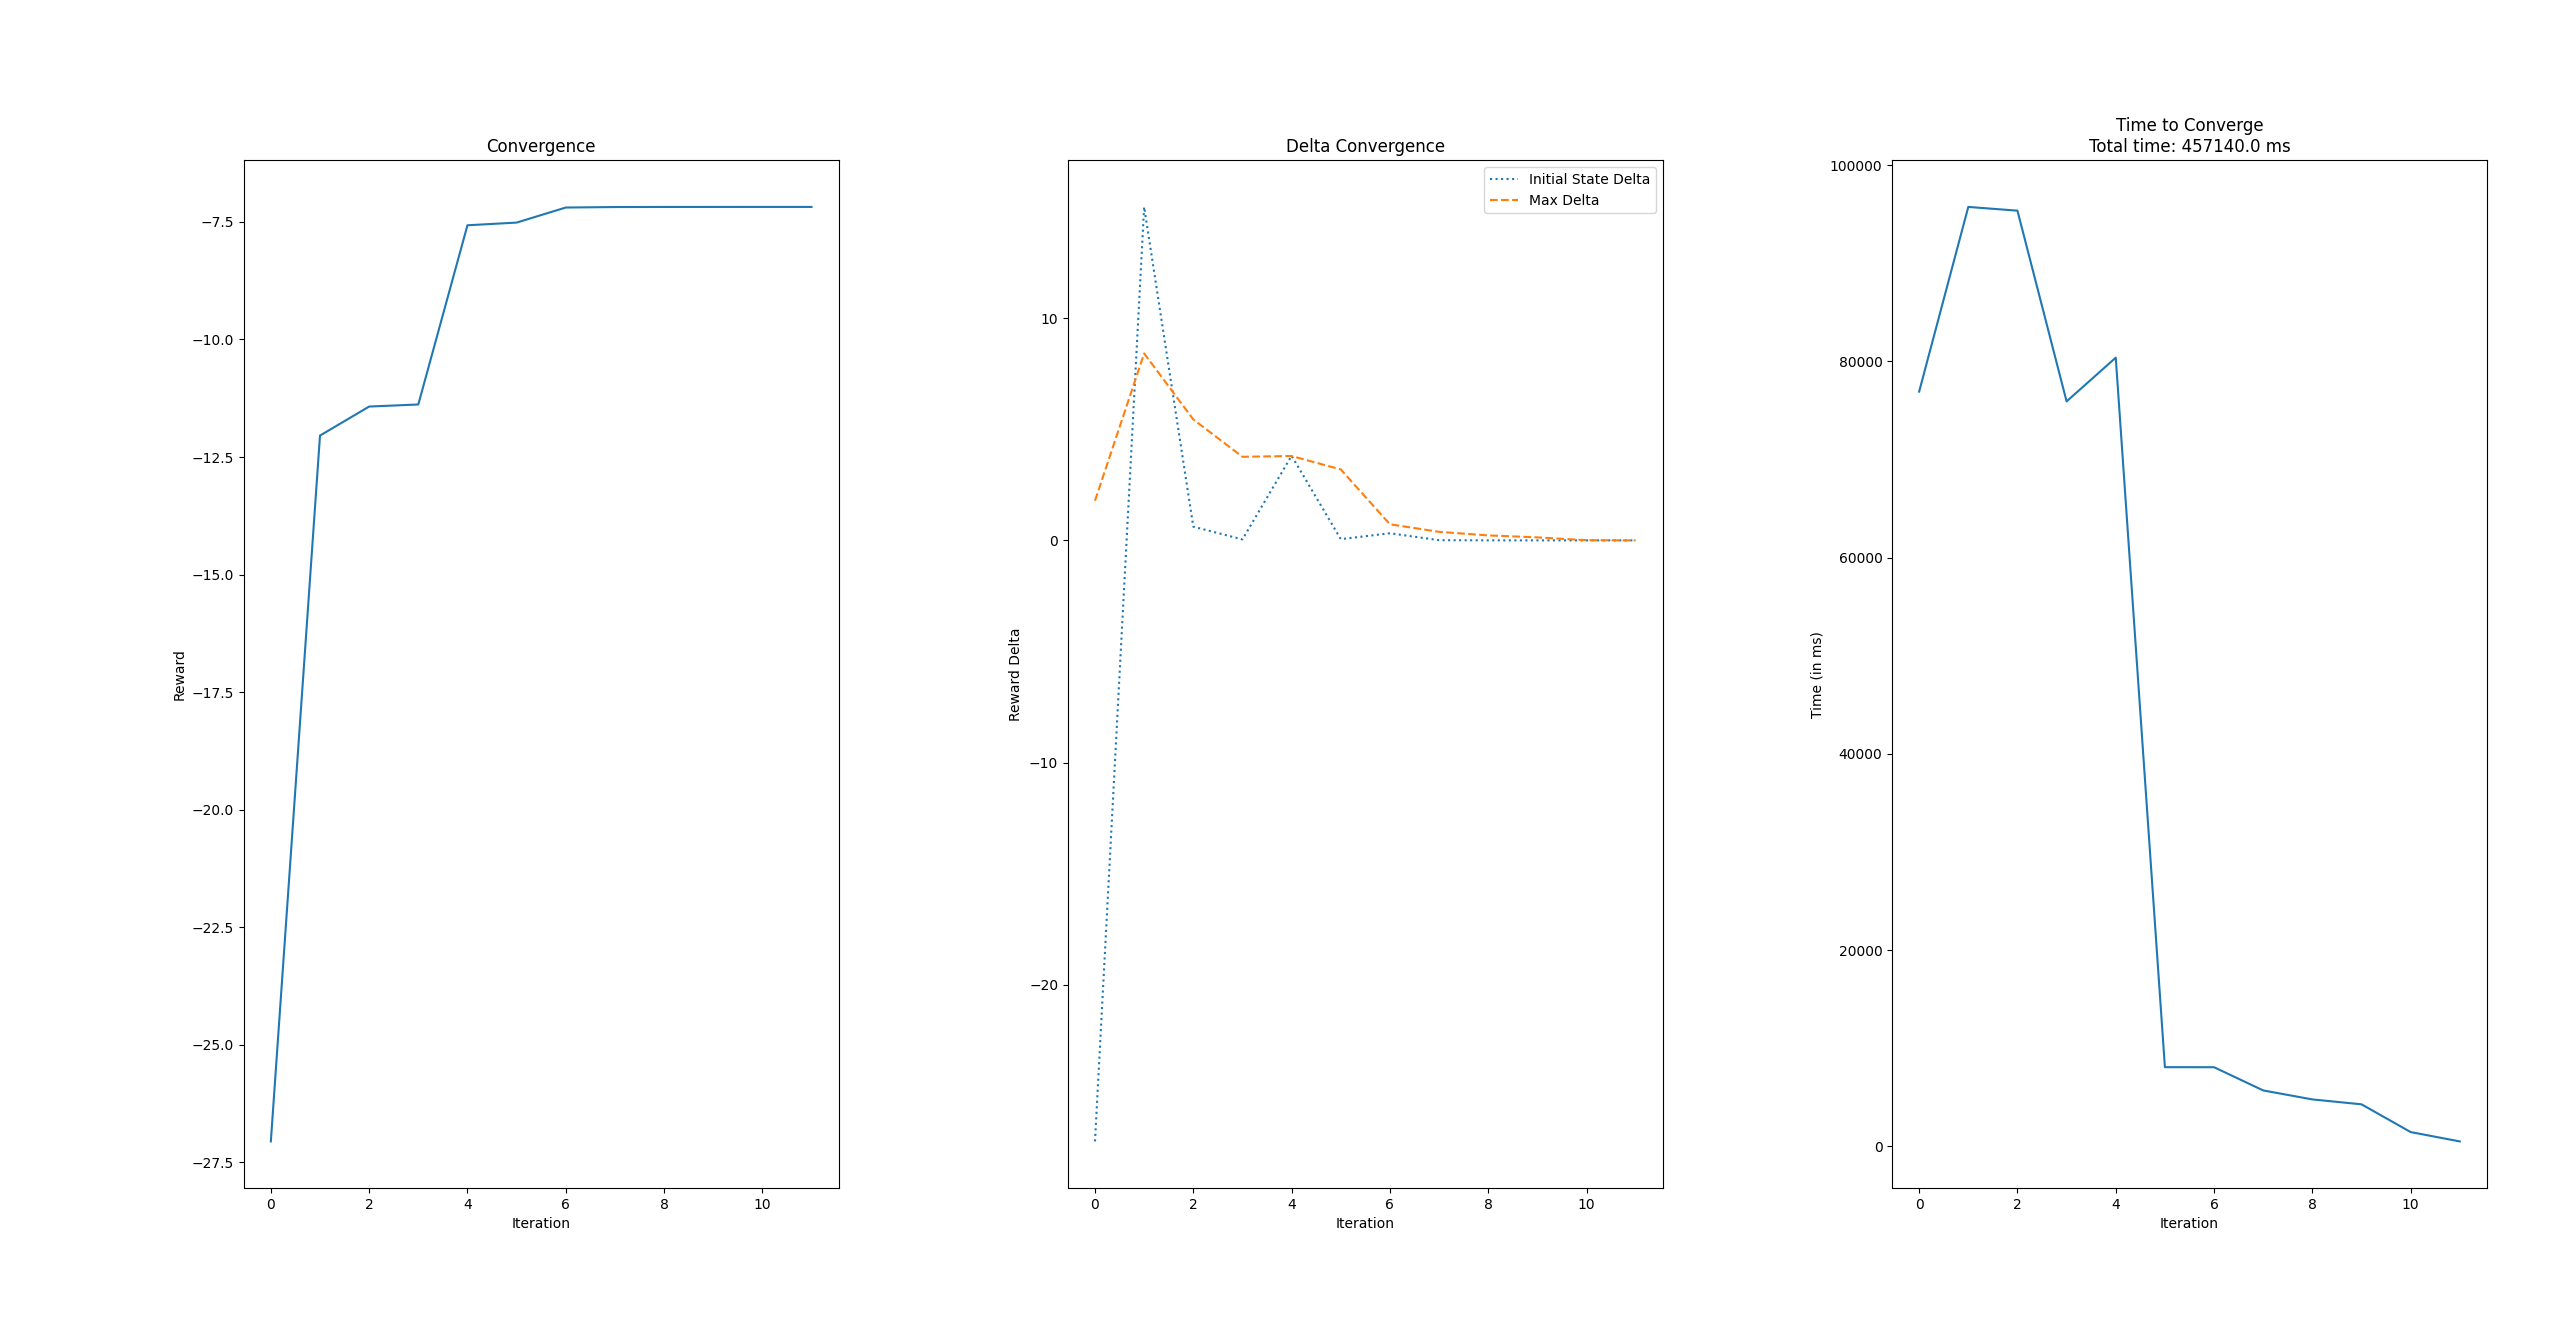 Convergence
Reward
−7.5
−10.0
−12.5
−15.0
−17.5
−20.0
−22.5
−25.0
−27.5
0 2 4 6 8 10
Iteration
Delta Convergence
Initial State Delta
Max Delta
Reward Delta
10
0
−10
−20
0 2 4 6 8 10
Iteration
Time to Converge
Total time: 457140.0 ms
Time (in ms)
100000
80000
60000
40000
20000
0
0 2 4 6 8 10
Iteration